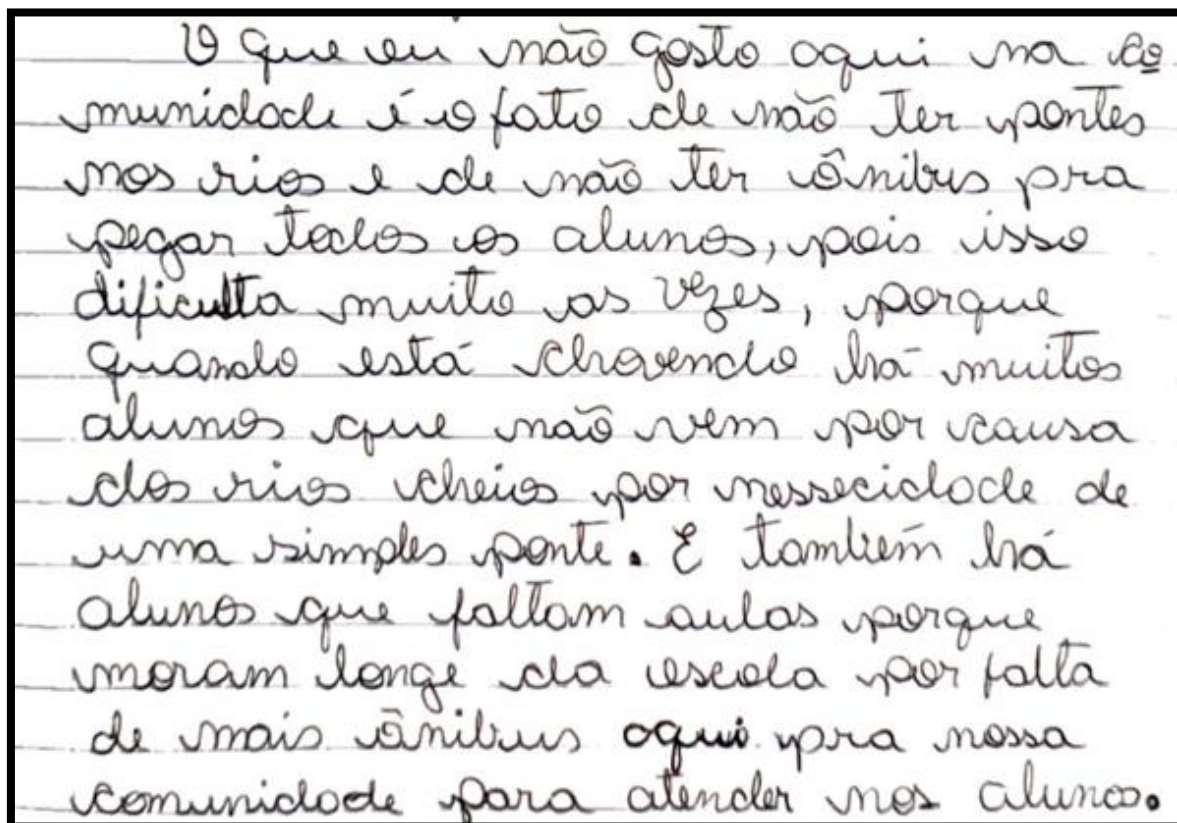 O que eu não gosto aqui na co
munidade é o fato de não ter pontes
nos rios e de não ter ônibus pra
pegar todos os alunos, pois isso
dificulta muito as vezes, porque
quando está chovendo há muitos
alunos que não vem por causa
dos rios cheios por nessecidade de
uma simples ponte. E também há
alunos que faltam aulas porque
moram longe da escola por falta
de mais ônibus aqui pra nossa
comunidade para atender nos alunos.